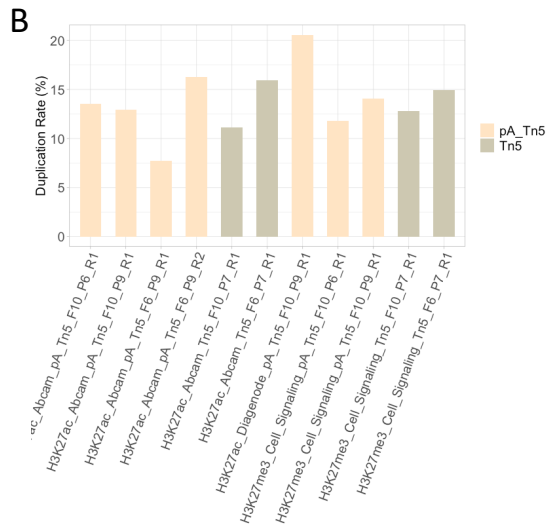 B
Duplication Rate (%)
20
15
10
5
0
pA_Tn5
Tn5
ac_Abcam_pA_Tn5_F10_P6_R1
H3K27ac_Abcam_pA_Tn5_F10_P9_R1
H3K27ac_Abcam_pA_Tn5_F6_P9_R1
H3K27ac_Abcam_pA_Tn5_F6_P9_R2
H3K27ac_Abcam_Tn5_F10_P7_R1
H3K27ac_Abcam_Tn5_F6_P7_R1
H3K27ac_Diagenode_pA_Tn5_F10_P9_R1
H3K27me3_Cell_Signaling_pA_Tn5_F10_P6_R1
H3K27me3_Cell_Signaling_pA_Tn5_F10_P9_R1
H3K27me3_Cell_Signaling_Tn5_F10_P7_R1
H3K27me3_Cell_Signaling_Tn5_F6_P7_R1